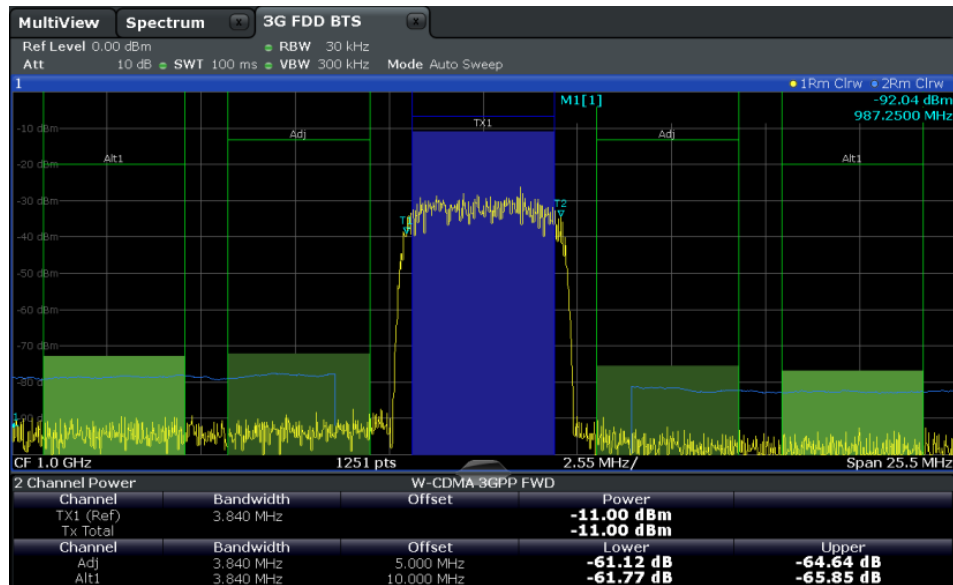 MultiView Spectrum x 3G FDD BTS x
Ref Level 0.00 dBm RBW 30 kHz
Att 10 dB SWT 100 ms VBW 300 kHz Mode Auto Sweep
1 1Rm Clrw 2Rm Clrw
M1[1] -92.04 dBm
987.2500 MHz
TX1
-10 dBm
Adj Adj
Alt1 Alt1
-20 dBm
-30 dBm
T2
-40 dBm
-50 dBm
-60 dBm
-70 dBm
CF 1.0 GHz 1251 pts 2.55 MHz/ Span 25.5 MHz
2 Channel Power W-CDMA 3GPP FWD
Channel Bandwidth Offset Power
TX1 (Ref) 3.840 MHz -11.00 dBm
Tx Total -11.00 dBm
Channel Bandwidth Offset Lower Upper
Adj 3.840 MHz 5.000 MHz -61.12 dB -64.64 dB
Alt1 3.840 MHz 10.000 MHz -61.77 dB -65.85 dB